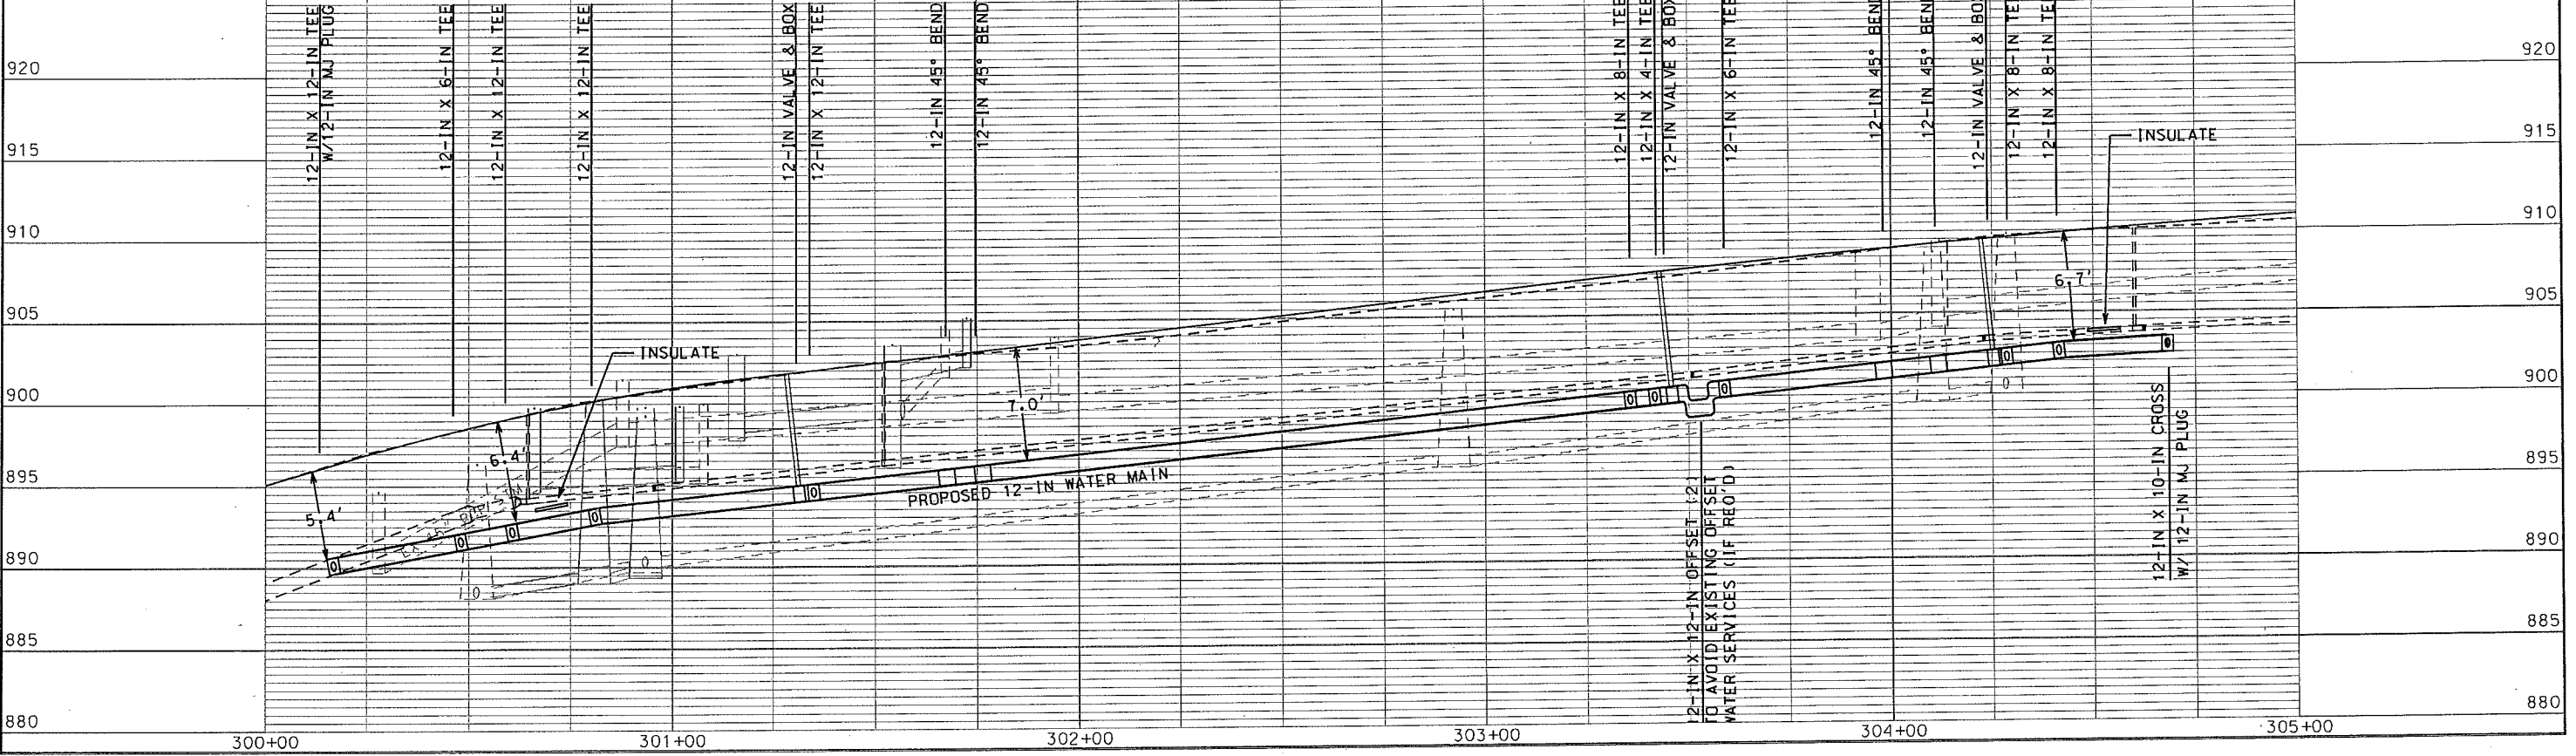 12-IN X 12-IN TEE
W/12-IN MJ PLUG
12-IN X 6-IN TEE
12-IN X 12-IN TEE
12-IN X 12-IN TEE
12-IN VALVE & BOX
12-IN X 12-IN TEE
12-IN 45° BEND
12-IN 45° BEND
12-IN X 8-IN TEE
12-IN X 4-IN TEE
12-IN VALVE & BOX
12-IN X 6-IN TEE
12-IN 45° BEND
12-IN 45° BEND
12-IN VALVE & BOX
12-IN X 8-IN TEE
12-IN X 8-IN TEE
920
920
915
915
INSULATE
910
910
6.7'
905
905
INSULATE
900
900
7.0'
6.4'
895
895
PROPOSED 12-IN WATER MAIN
5.4'
890
890
12-IN X 12-IN OFFSET (2)
TO AVOID EXISTING OFFSET
WATER SERVICES (IF REQ'D)
12-IN X 10-IN CROSS
W/ 12-IN MJ PLUG
885
885
880
880
300+00
301+00
302+00
303+00
304+00
305+00